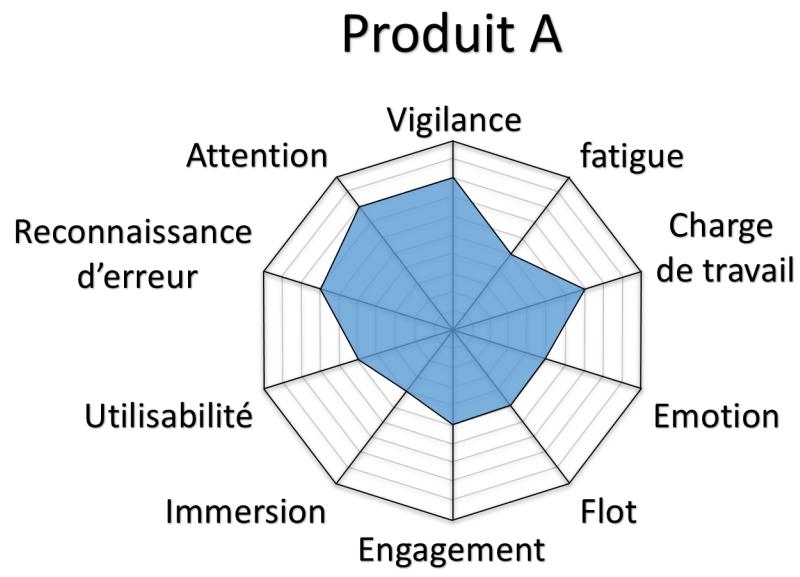 Produit A
Vigilance
fatigue
Charge
de travail
Emotion
Flot
Engagement
Immersion
Utilisabilité
Reconnaissance
d’erreur
Attention